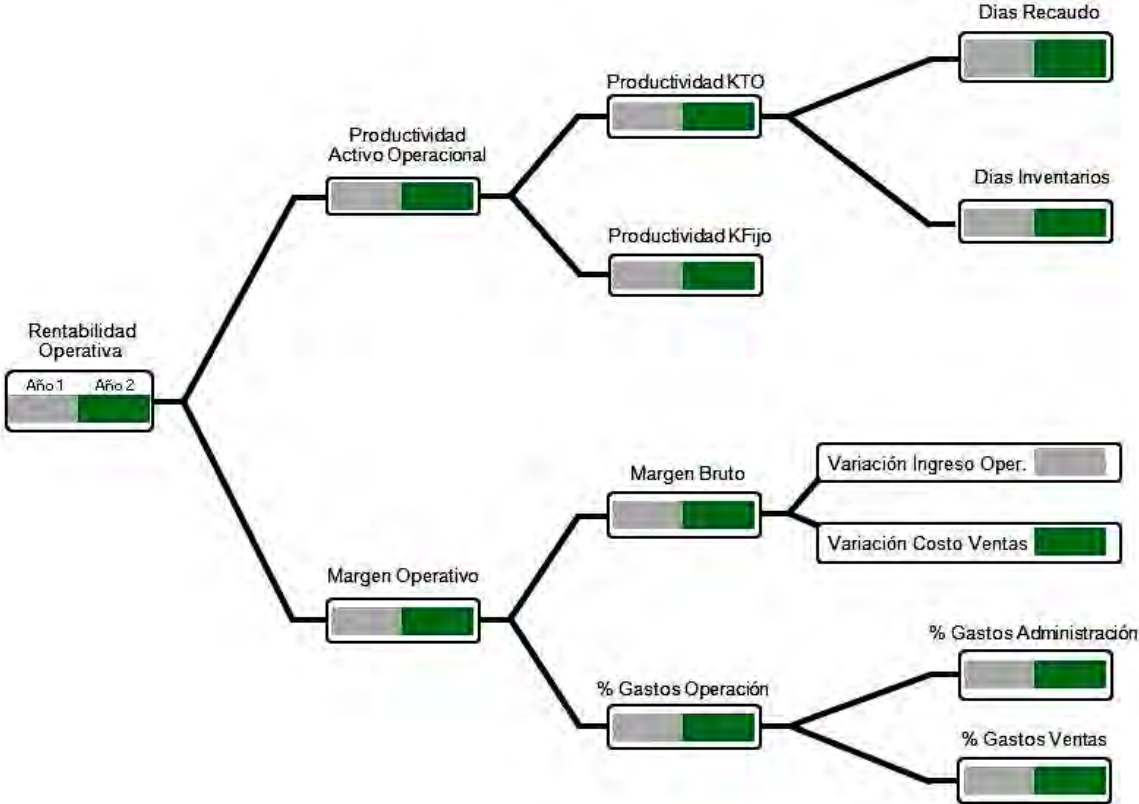 Dias Recaudo
Productividad KTO
Productividad
Activo Operacional
Dias Inventarios
Productividad KFijo
Rentabilidad
Operativa
Año 1 Año 2
Margen Bruto
Variación Ingreso Oper.
Variación Costo Ventas
Margen Operativo
% Gastos Administración
% Gastos Operación
% Gastos Ventas